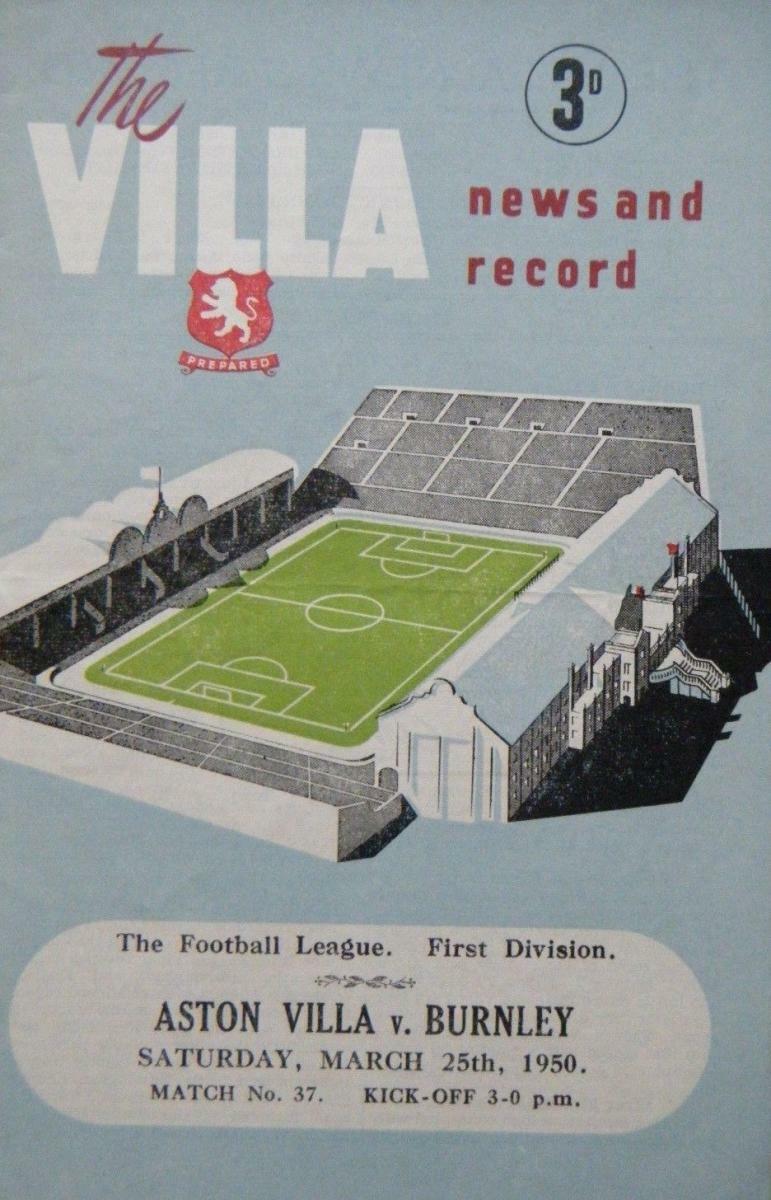 The
VILLA
3D
news and
record
PREPARED
The Football League. First Division.
ASTON VILLA v. BURNLEY
SATURDAY, MARCH 25th, 1950.
MATCH No. 37. KICK-OFF 3-0 p.m.